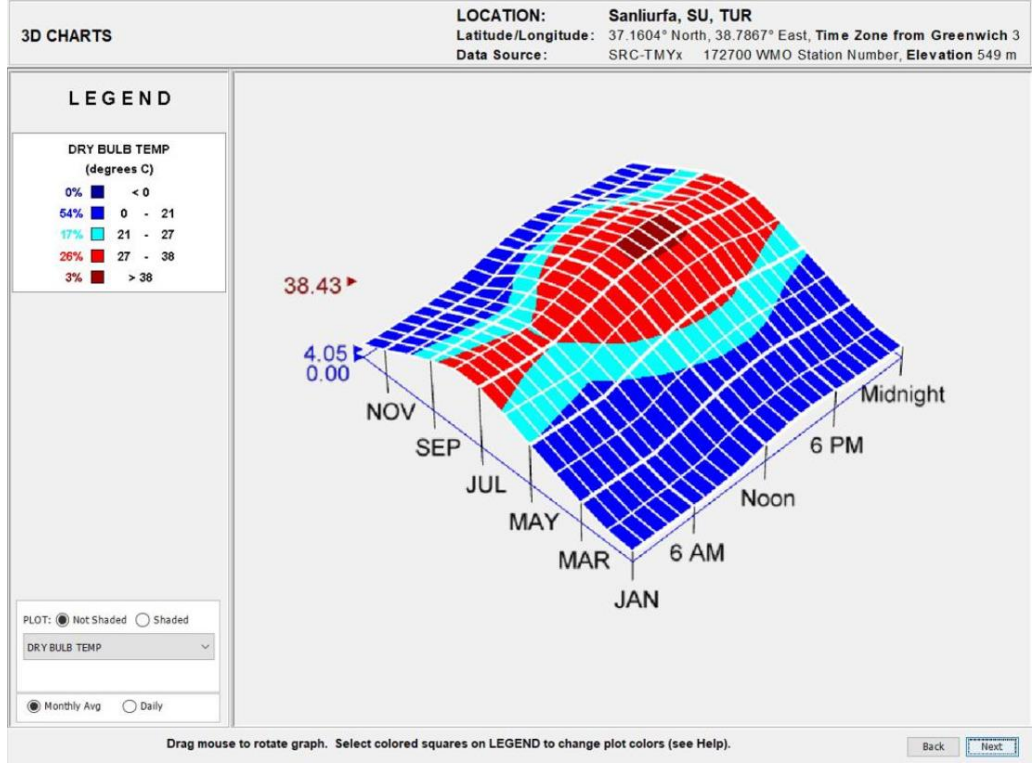 3D CHARTS
LOCATION: Sanliurfa, SU, TUR
Latitude/Longitude: 37.1604° North, 38.7867° East, Time Zone from Greenwich 3
Data Source: SRC-TMYx 172700 WMO Station Number, Elevation 549 m
LEGEND
DRY BULB TEMP
(degrees C)
0% < 0
54% 0 - 21
17% 21 - 27
26% 27 - 38
3% > 38
38.43
4.05
0.00
NOV
SEP
JUL
MAY
MAR
JAN
6 AM
Noon
6 PM
Midnight
PLOT: Not Shaded Shaded
DRY BULB TEMP
Monthly Avg Daily
Drag mouse to rotate graph. Select colored squares on LEGEND to change plot colors (see Help).
Back Next